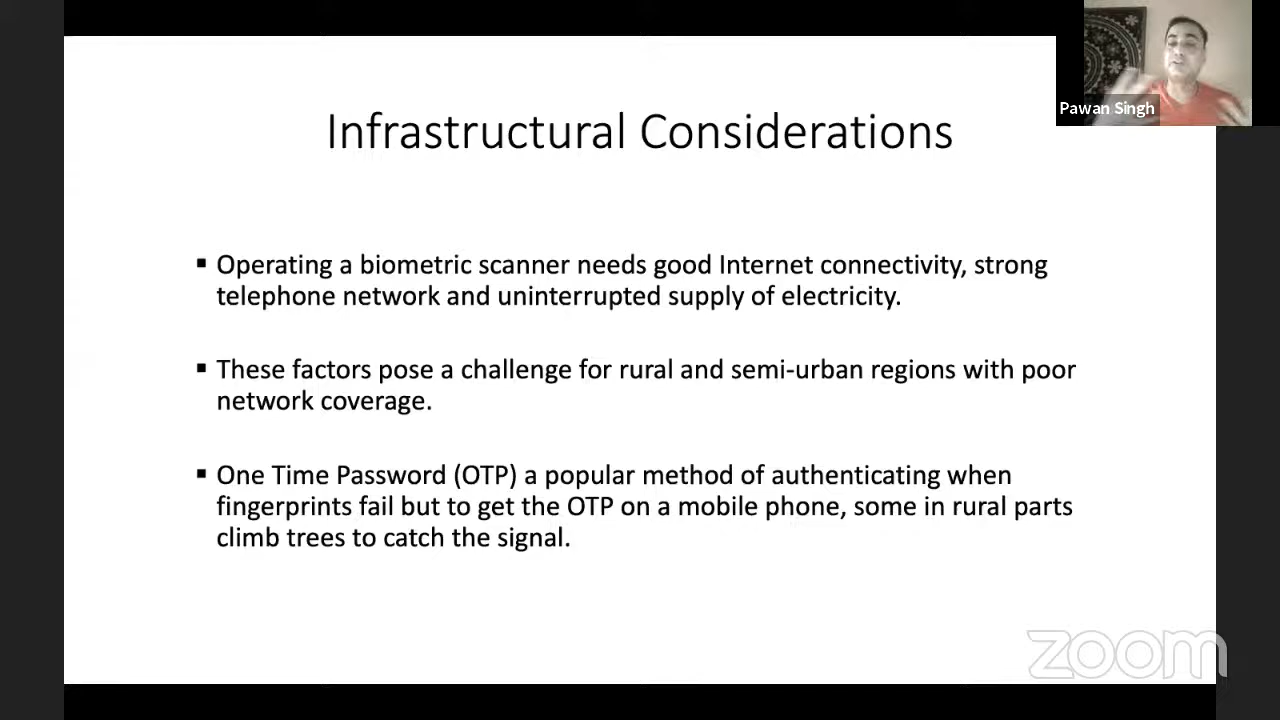 Pawan Singh
Infrastructural Considerations
▪ Operating a biometric scanner needs good Internet connectivity, strong
telephone network and uninterrupted supply of electricity.
▪ These factors pose a challenge for rural and semi-urban regions with poor
network coverage.
▪ One Time Password (OTP) a popular method of authenticating when
fingerprints fail but to get the OTP on a mobile phone, some in rural parts
climb trees to catch the signal.
zoom